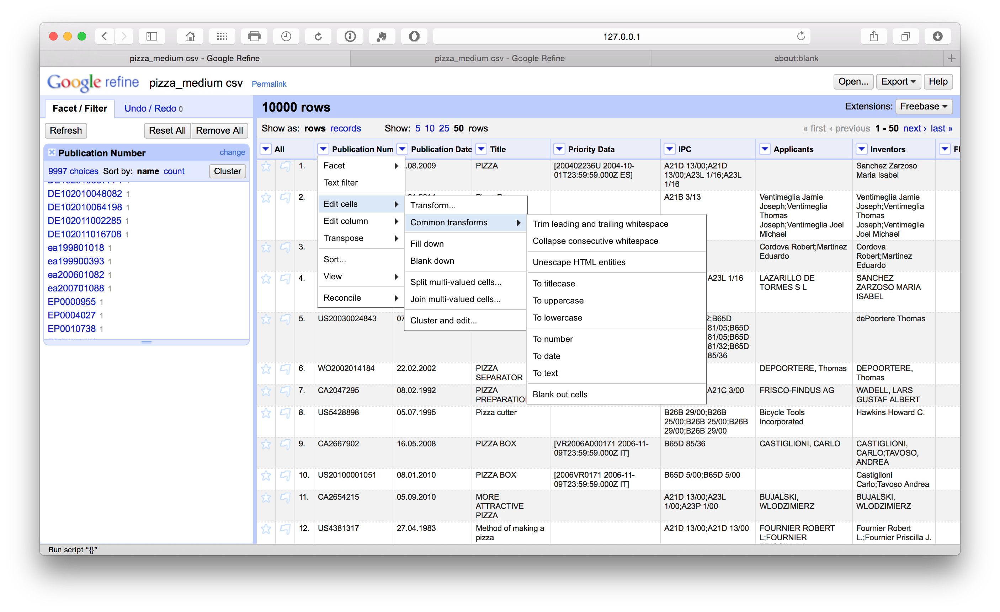 127.0.0.1
pizza_medium csv - Google Refine
pizza_medium csv - Google Refine
about:blank
Google refine pizza_medium csv Permalink
Open... Export Help
Facet / Filter Undo / Redo 0
10000 rows
Extensions: Freebase
Refresh Reset All Remove All
Show as: rows records Show: 5 10 25 50 rows
« first ‹ previous 1 - 50 next › last »
Publication Number change
9997 choices Sort by: name count Cluster
DE102010048082 1
DE102010064198 1
DE102011002285 1
DE102011016708 1
ea199801018 1
ea199900393 1
ea200601082 1
ea200701088 1
EP0000955 1
EP0004027 1
EP0010738 1
All Publication Num Publication Date Title Priority Data IPC Applicants Inventors
Facet
Text filter
Edit cells
Edit column
Transpose
Sort...
View
Reconcile
Transform...
Common transforms
Fill down
Blank down
Split multi-valued cells...
Join multi-valued cells...
Cluster and edit...
Trim leading and trailing whitespace
Collapse consecutive whitespace
Unescape HTML entities
To titlecase
To uppercase
To lowercase
To number
To date
To text
Blank out cells
1. .08.2009 PIZZA
[200402236U 2004-10-
01T23:59:59.000Z ES]
A21D 13/00;A21D
13/00;A23L 1/16;A23L
1/16
Sanchez Zarzoso
Maria Isabel
2.
A21B 3/13
Ventimeglia Jamie
Joseph;Ventimeglia
Thomas
Joseph;Ventimeglia Joel
Michael
Ventimeglia Jamie
Joseph;Ventimeglia
Thomas
Joseph;Ventimeglia
Joel Michael
3.
Cordova Robert;Martinez
Eduardo
Cordova
Robert;Martinez
Eduardo
4.
A23L 1/16
LAZARILLO DE
TORMES S L
SANCHEZ
ZARZOSO MARIA
ISABEL
5. US20030024843 07
2;B65D
81/05;B65D
81/05;B65D
81/32;B65D
85/36
dePoortere Thomas
6. WO2002014184 22.02.2002
PIZZA
SEPARATOR
DEPOORTERE, Thomas
DEPOORTERE,
Thomas
7. CA2047295 08.02.1992
PIZZA
PREPARATIO
A21C 3/00
FRISCO-FINDUS AG
WADELL, LARS
GUSTAF ALBERT
8. US5428898 05.07.1995 Pizza cutter
B26B 29/00;B26B
25/00;B26B 25/00;B26B
29/00;B26B 29/00
Bicycle Tools
Incorporated
Hawkins Howard C.
9. CA2667902 16.05.2008 PIZZA BOX
[VR2006A000171 2006-11-
09T23:59:59.000Z IT]
B65D 85/36
CASTIGLIONI, CARLO
CASTIGLIONI,
CARLO;TAVOSO,
ANDREA
10. US20100001051 08.01.2010 PIZZA BOX
[2006VR0171 2006-11-
09T23:59:59.000Z IT]
B65D 5/00;B65D 5/00
Castiglioni
Carlo;Tavoso Andrea
11. CA2654215 05.09.2010
MORE
ATTRACTIVE
PIZZA
A21D 13/00;A23L
1/00;A23P 1/00
BUJALSKI,
WLODZIMIERZ
BUJALSKI,
WLODZIMIERZ
12. US4381317 27.04.1983
Method of making a
pizza
A21D 13/00;A21D 13/00
FOURNIER ROBERT
L;FOURNIER
Fournier Robert
L.;Fournier Priscilla J.
Run script “{}”